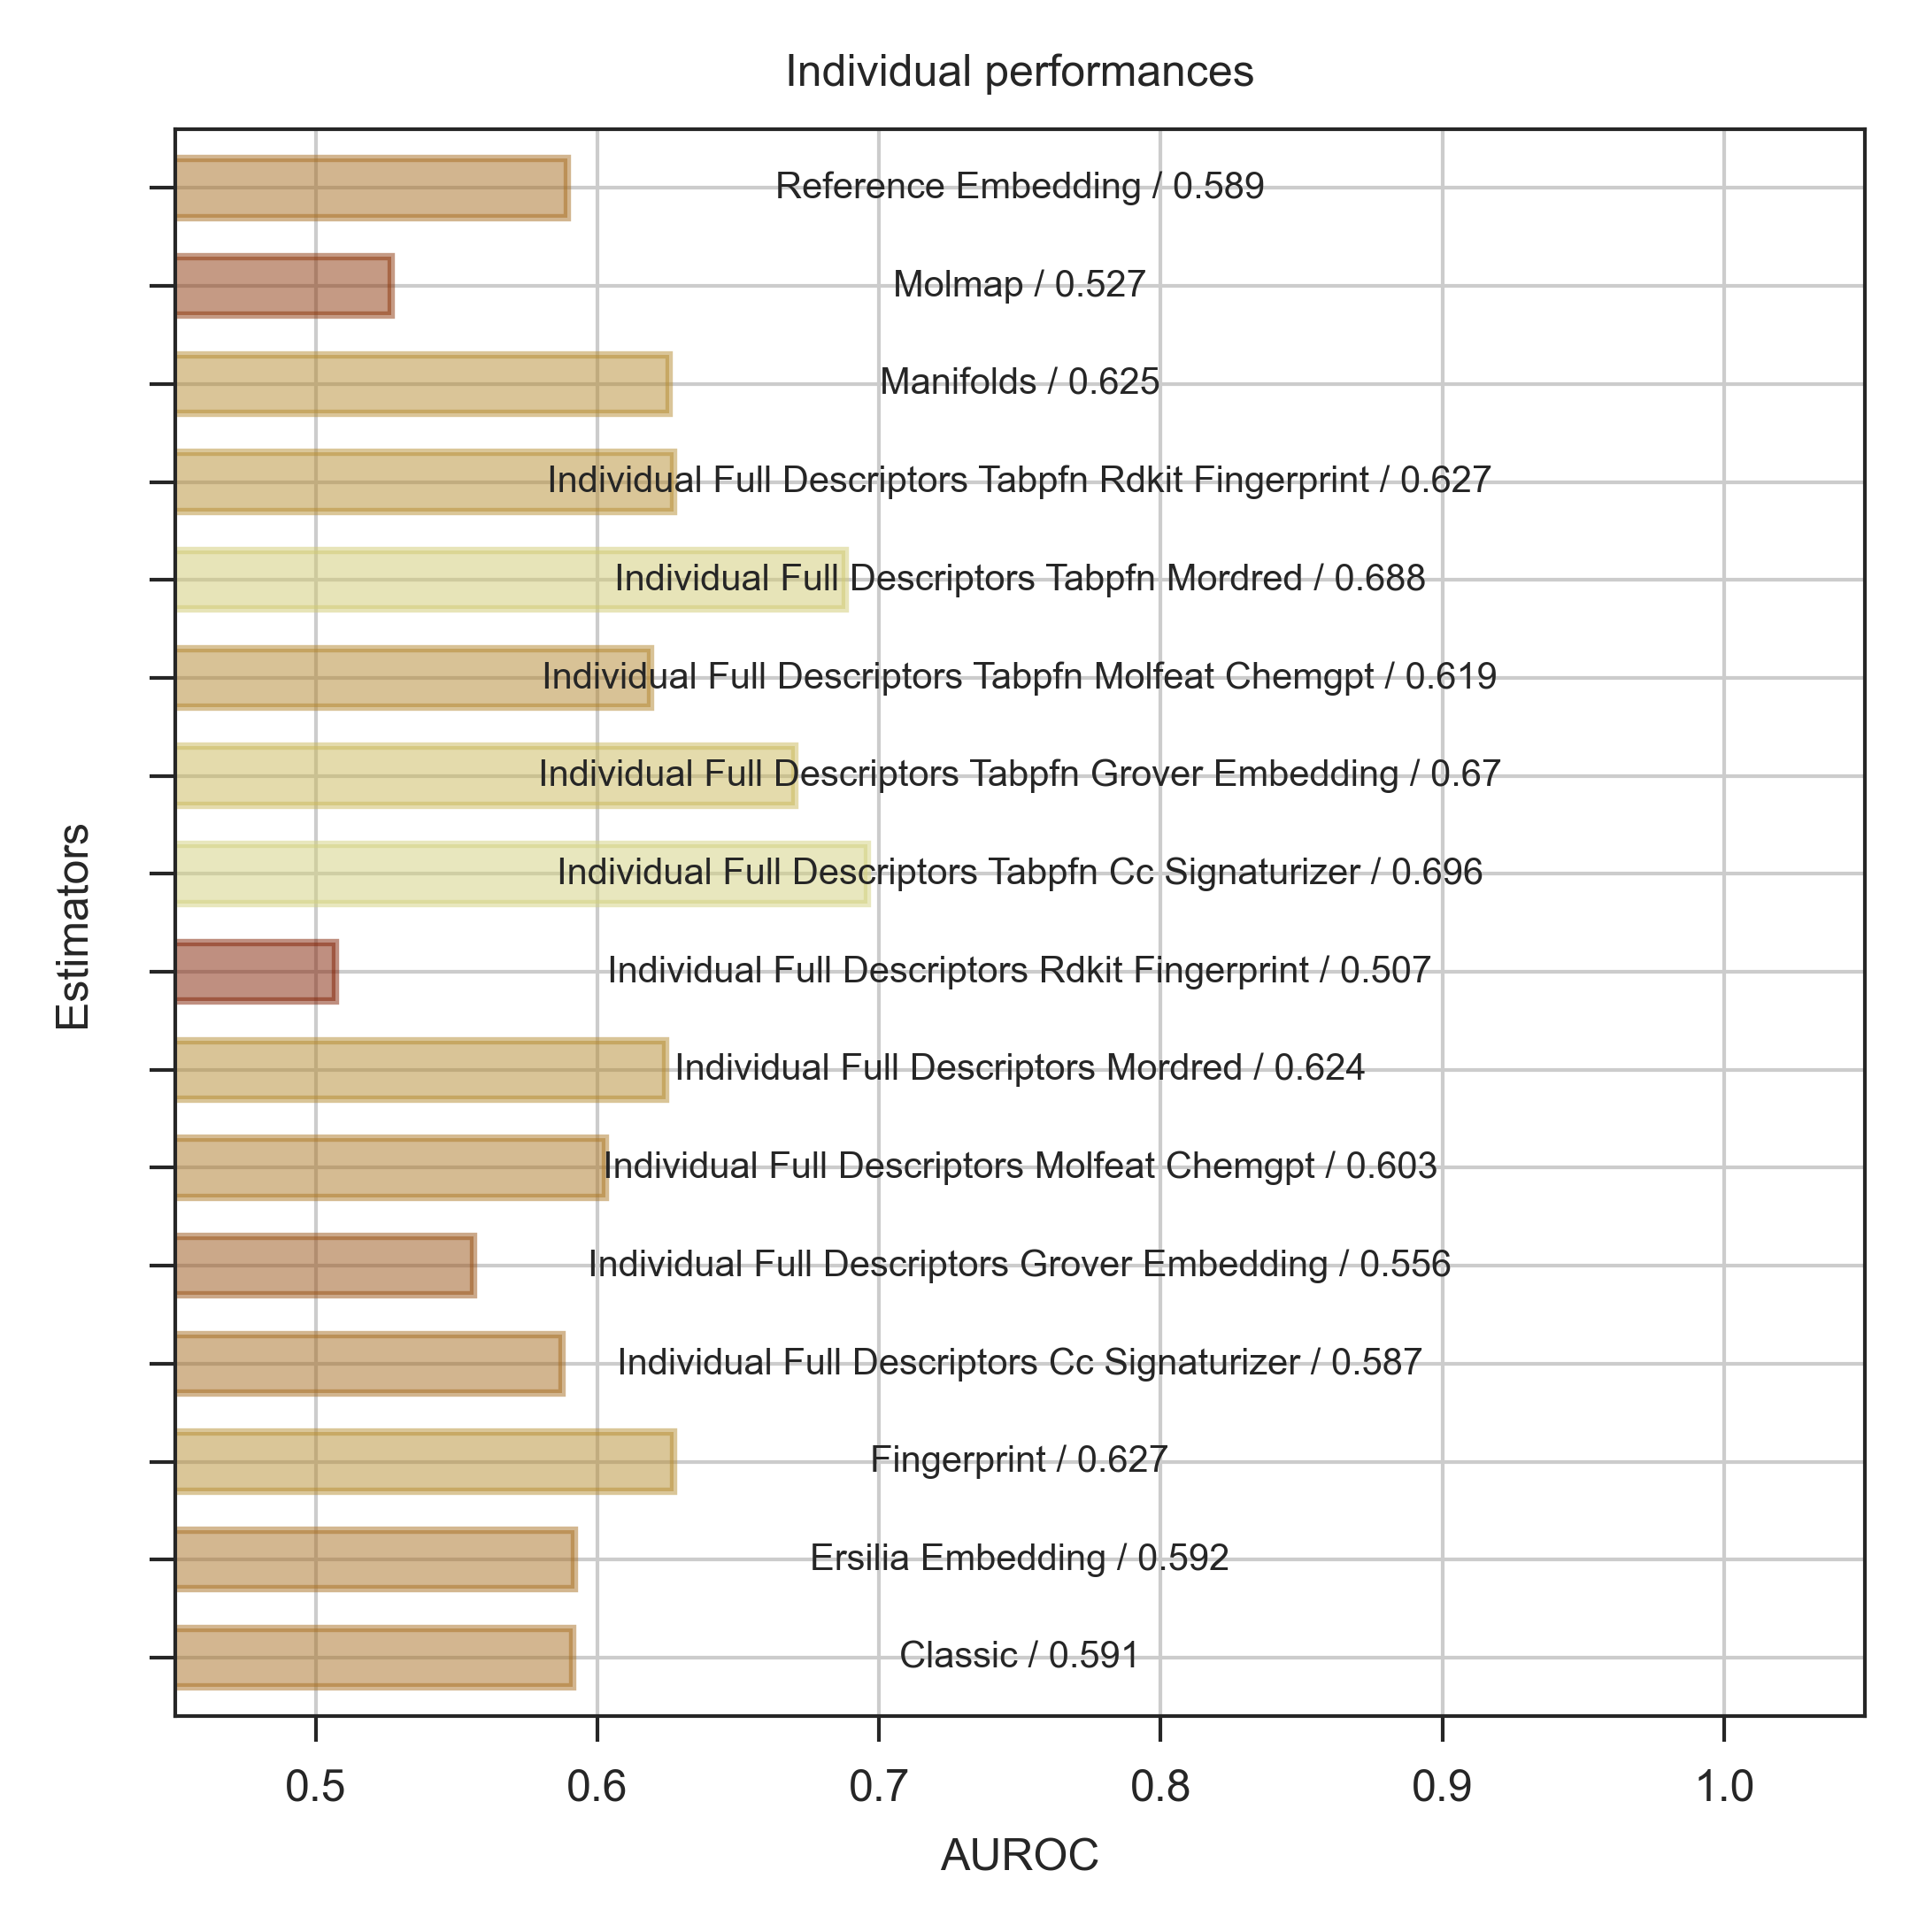 Individual performances
Reference Embedding / 0.589
Molmap / 0.527
Manifolds / 0.625
Individual Full Descriptors Tabpfn Rdkit Fingerprint / 0.627
Individual Full Descriptors Tabpfn Mordred / 0.688
Individual Full Descriptors Tabpfn Molfeat Chemgpt / 0.619
Individual Full Descriptors Tabpfn Grover Embedding / 0.67
Individual Full Descriptors Tabpfn Cc Signaturizer / 0.696
Individual Full Descriptors Rdkit Fingerprint / 0.507
Individual Full Descriptors Mordred / 0.624
Individual Full Descriptors Molfeat Chemgpt / 0.603
Individual Full Descriptors Grover Embedding / 0.556
Individual Full Descriptors Cc Signaturizer / 0.587
Fingerprint / 0.627
Ersilia Embedding / 0.592
Classic / 0.591
Estimators
0.5 0.6 0.7 0.8 0.9 1.0
AUROC